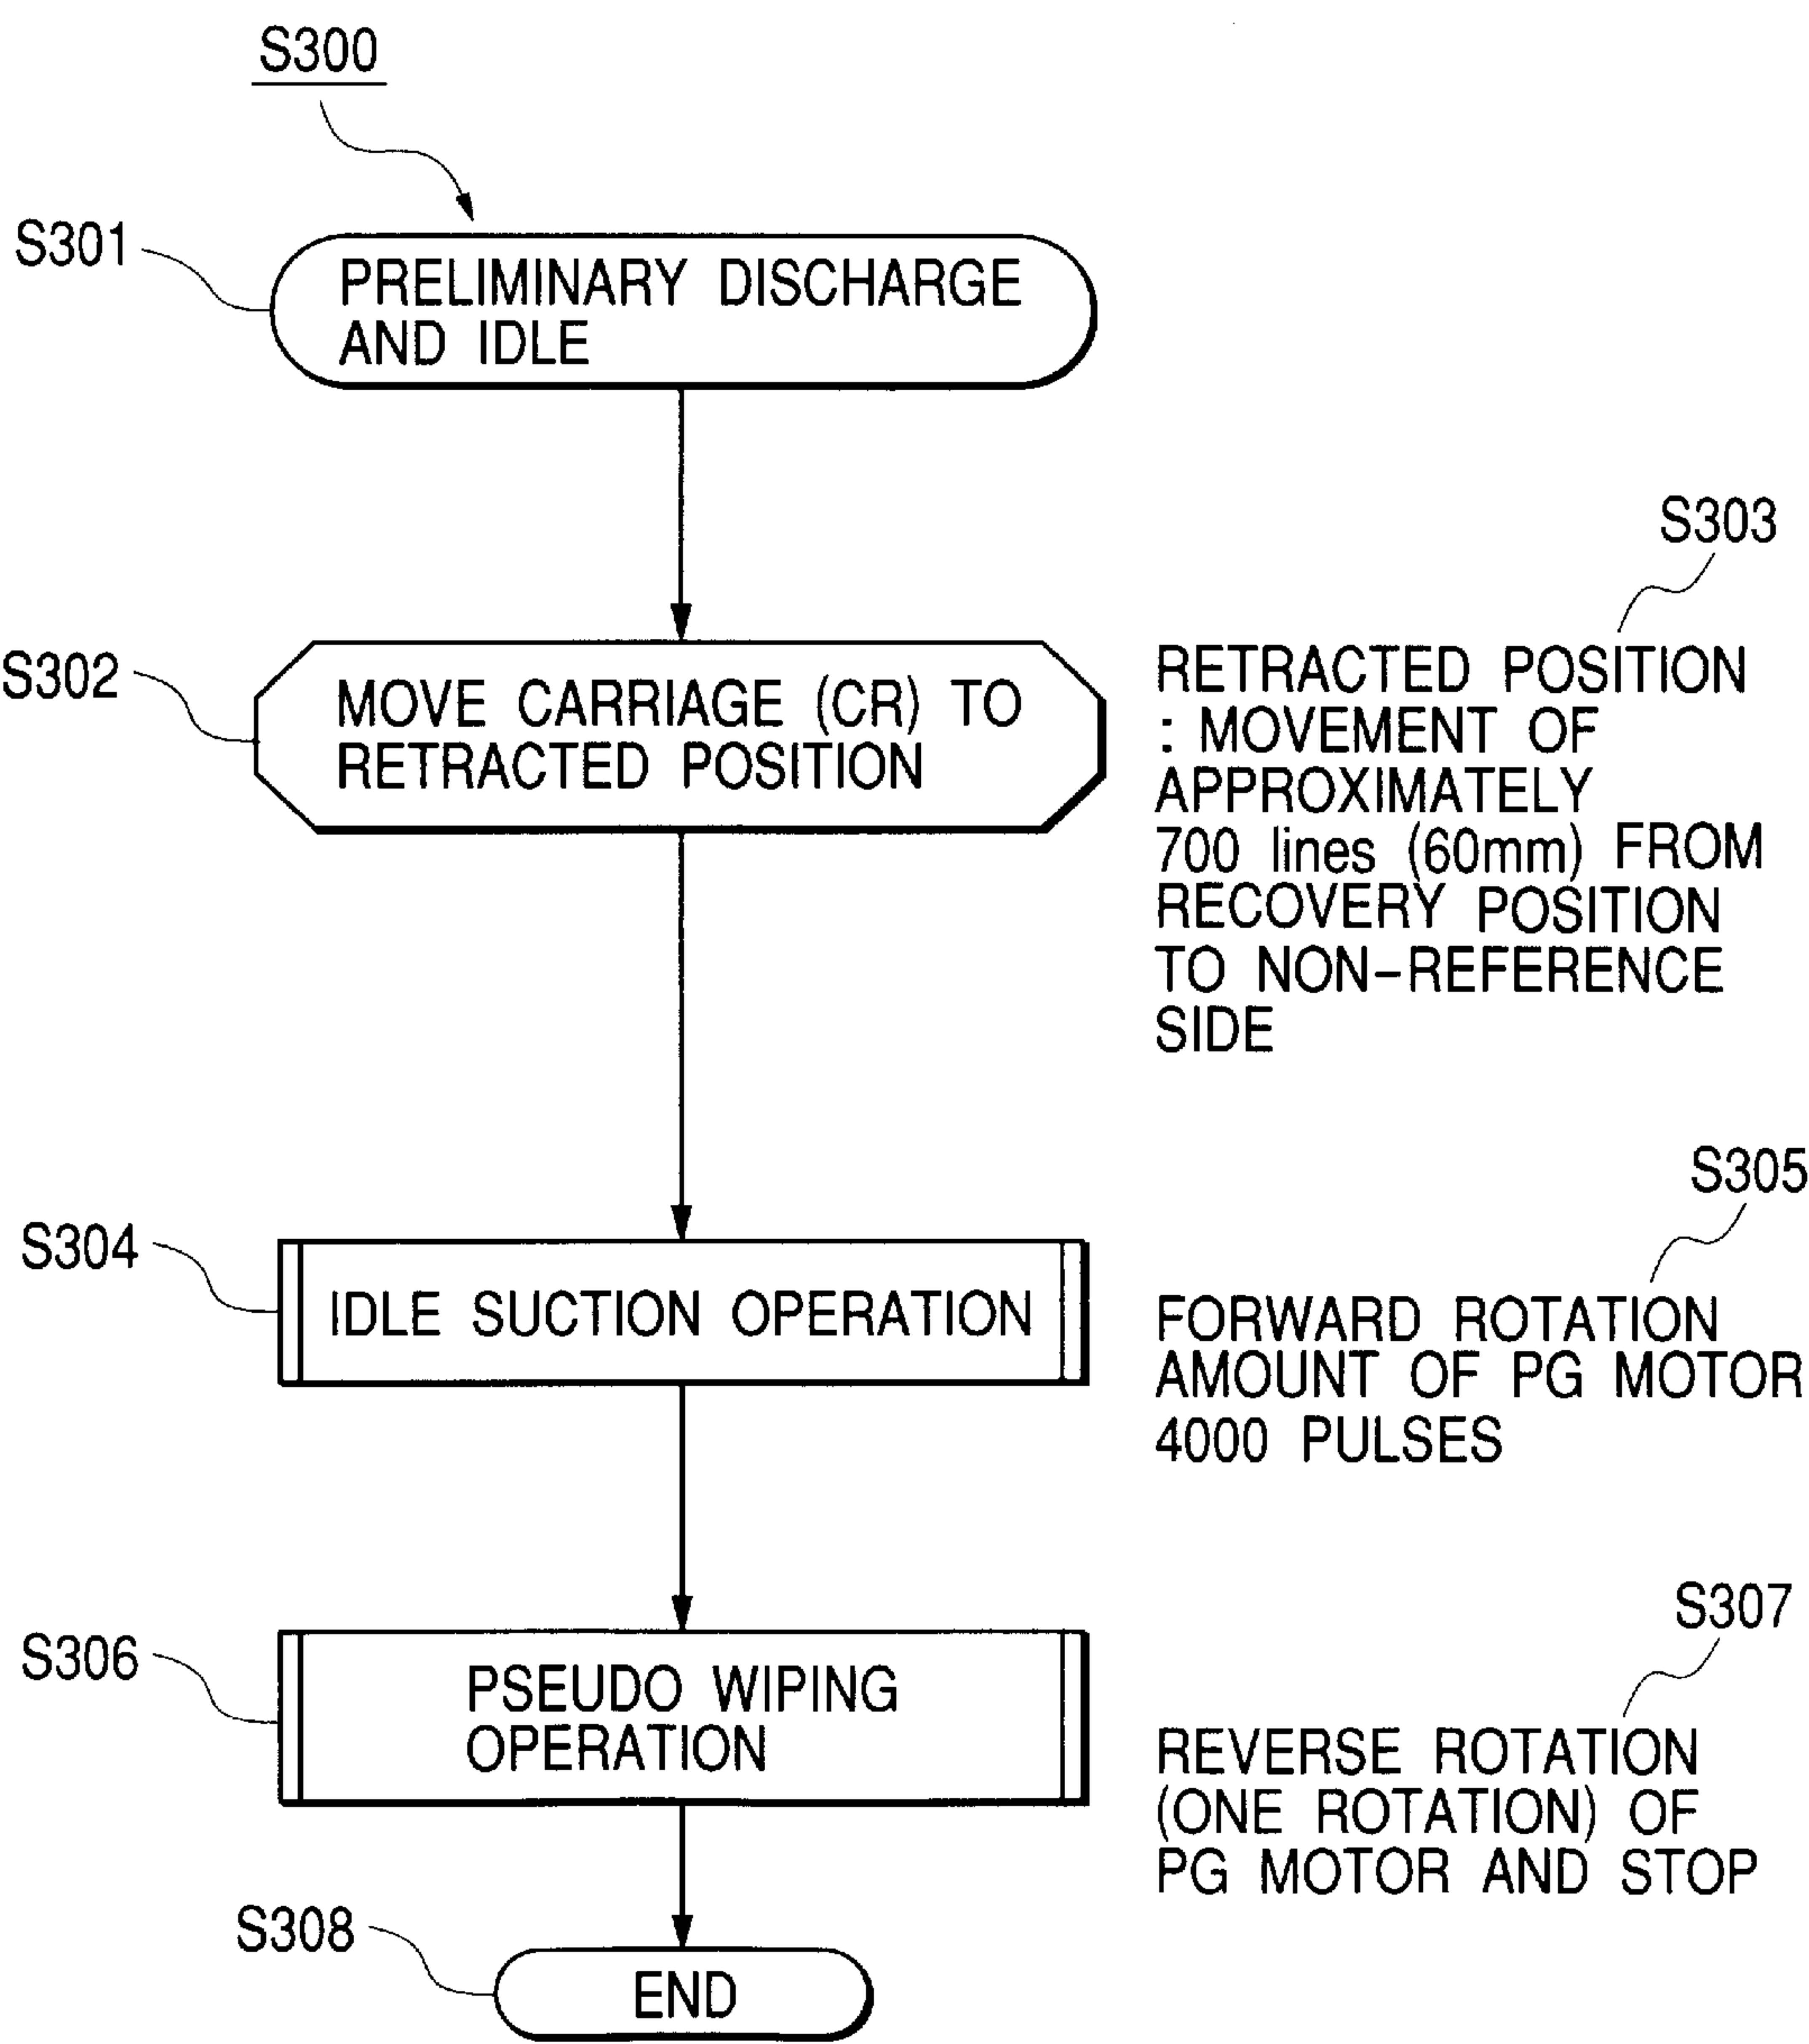 S300
S301
PRELIMINARY DISCHARGE
AND IDLE
S302
MOVE CARRIAGE (CR) TO
RETRACTED POSITION
S303
RETRACTED POSITION
: MOVEMENT OF
APPROXIMATELY
700 lines (60mm) FROM
RECOVERY POSITION
TO NON-REFERENCE
SIDE
S304
IDLE SUCTION OPERATION
S305
FORWARD ROTATION
AMOUNT OF PG MOTOR
4000 PULSES
S306
PSEUDO WIPING
OPERATION
S307
REVERSE ROTATION
(ONE ROTATION) OF
PG MOTOR AND STOP
S308
END